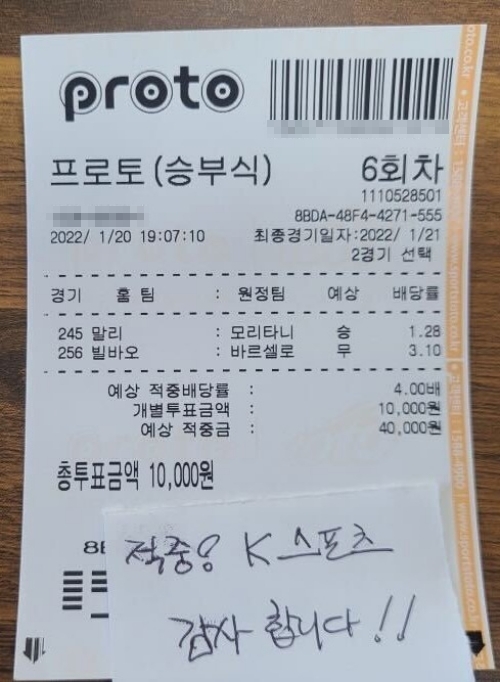 proto
프로토 (승부식) 6회차
1110528501
8BDA-48F4-4271-555
2022/ 1/20 19:07:10 최종경기일자:2022/ 1/21
2경기 선택
경기 홈 팀 : 원정팀 예상 배당률
245 말리 : 모리타니 승 1.28
256 빌바오 : 바르셀로 무 3.10
예상 적중배당률 : 4.00배
개별투표금액 : 10,000원
예상 적중금 : 40,000원
총투표금액 10,000원
K 스포츠
감사 합니다!!